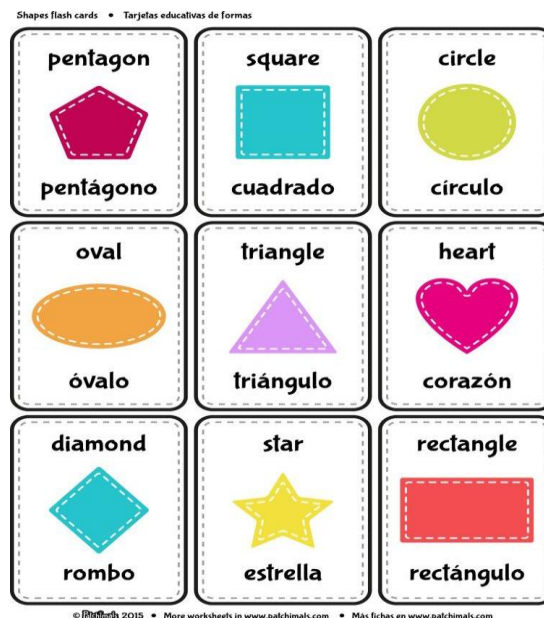 Shapes flash cards • Tarjetas educativas de formas
pentagon
pentágono
square
cuadrado
circle
círculo
oval
óvalo
triangle
triángulo
heart
corazón
diamond
rombo
star
estrella
rectangle
rectángulo
© Patchimals 2015 • More worksheets in www.patchimals.com • Más fichas en www.patchimals.com